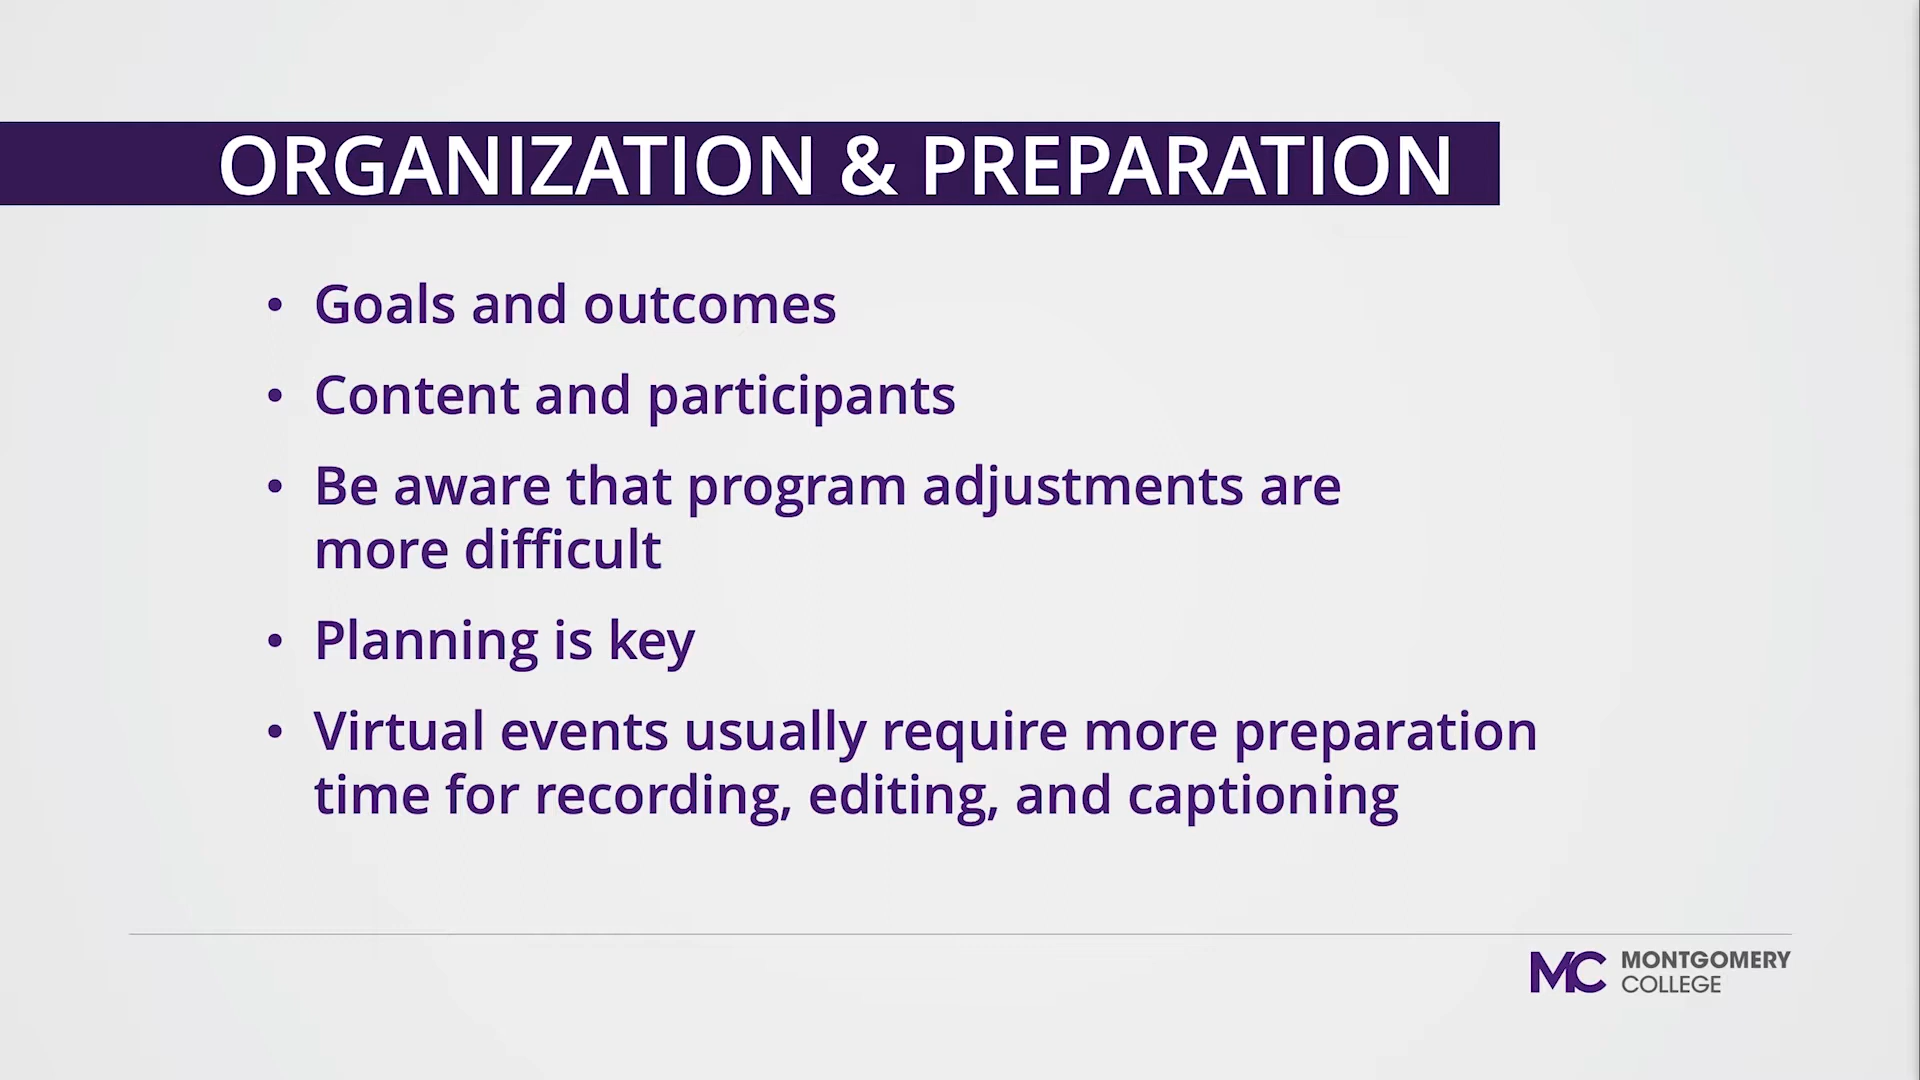 ORGANIZATION & PREPARATION
• Goals and outcomes
• Content and participants
• Be aware that program adjustments are
more difficult
• Planning is key
• Virtual events usually require more preparation
time for recording, editing, and captioning
MC MONTGOMERY
COLLEGE